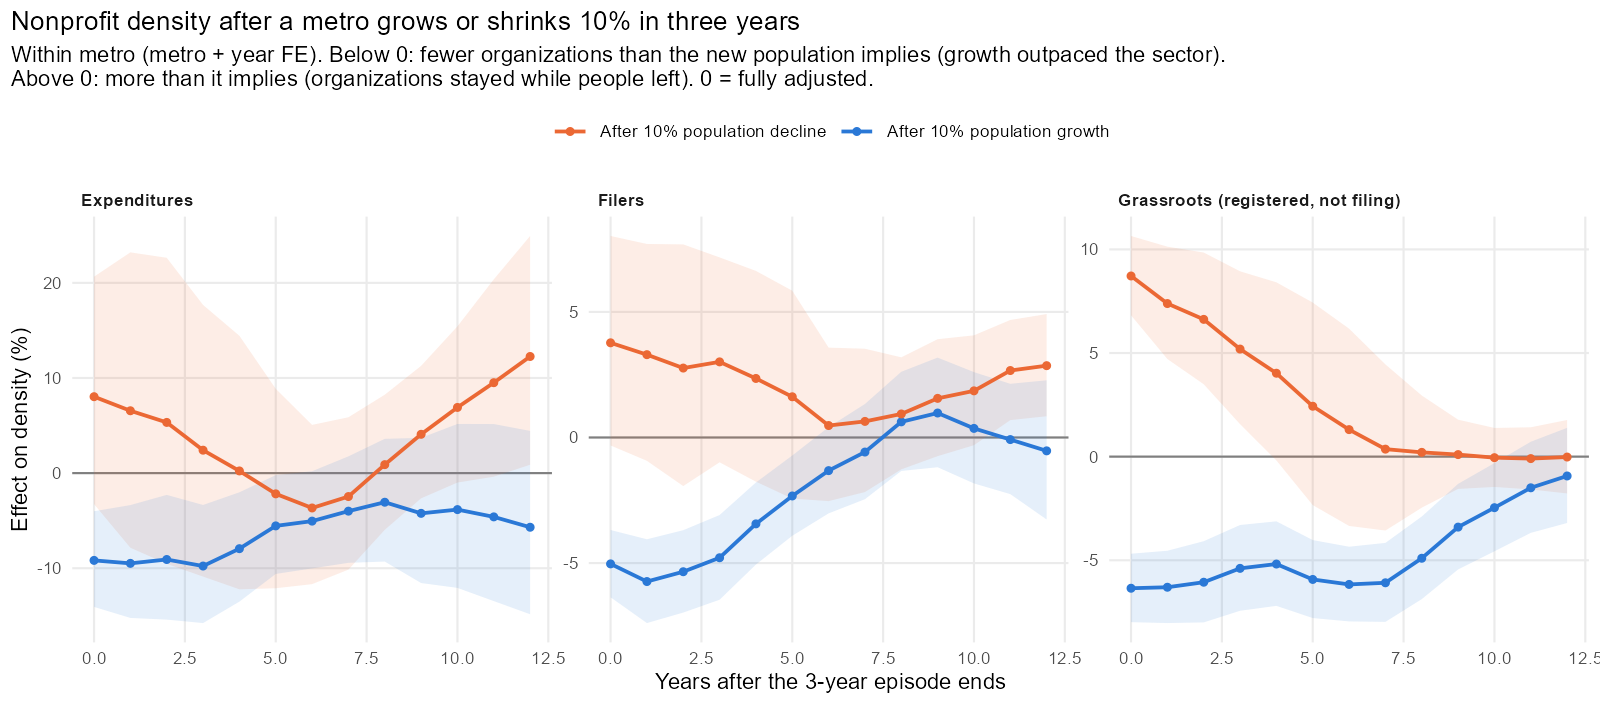 Nonprofit density after a metro grows or shrinks 10% in three years
Within metro (metro + year FE). Below 0: fewer organizations than the new population implies (growth outpaced the sector).
Above 0: more than it implies (organizations stayed while people left). 0 = fully adjusted.
After 10% population decline
After 10% population growth
Expenditures
Filers
Grassroots (registered, not filing)
Effect on density (%)
20
10
0
-10
5
0
-5
10
5
0
-5
0.0 2.5 5.0 7.5 10.0 12.5
0.0 2.5 5.0 7.5 10.0 12.5
0.0 2.5 5.0 7.5 10.0 12.5
Years after the 3-year episode ends